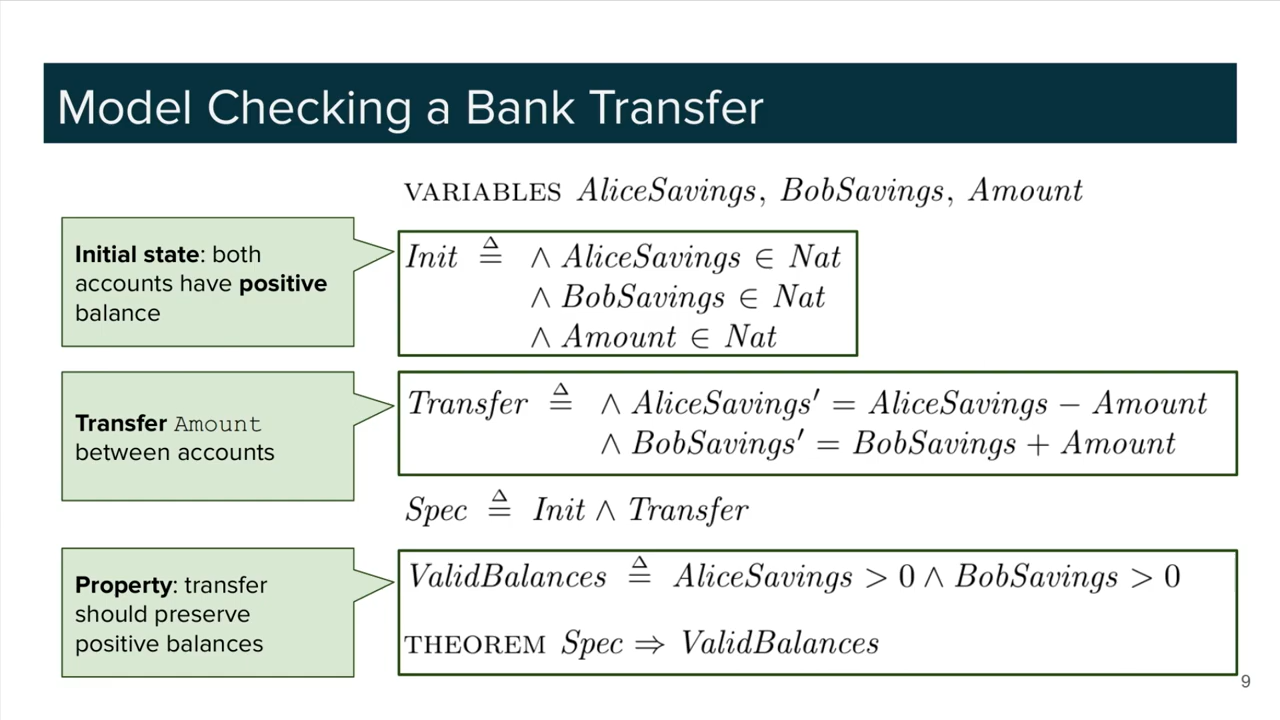 Model Checking a Bank Transfer
VARIABLES AliceSavings, BobSavings, Amount
Initial state: both
accounts have positive
balance
Init ≜ ∧ AliceSavings ∈ Nat
∧ BobSavings ∈ Nat
∧ Amount ∈ Nat
Transfer Amount
between accounts
Transfer ≜ ∧ AliceSavings′ = AliceSavings − Amount
∧ BobSavings′ = BobSavings + Amount
Spec ≜ Init ∧ Transfer
Property: transfer
should preserve
positive balances
ValidBalances ≜ AliceSavings > 0 ∧ BobSavings > 0
THEOREM Spec ⇒ ValidBalances
9